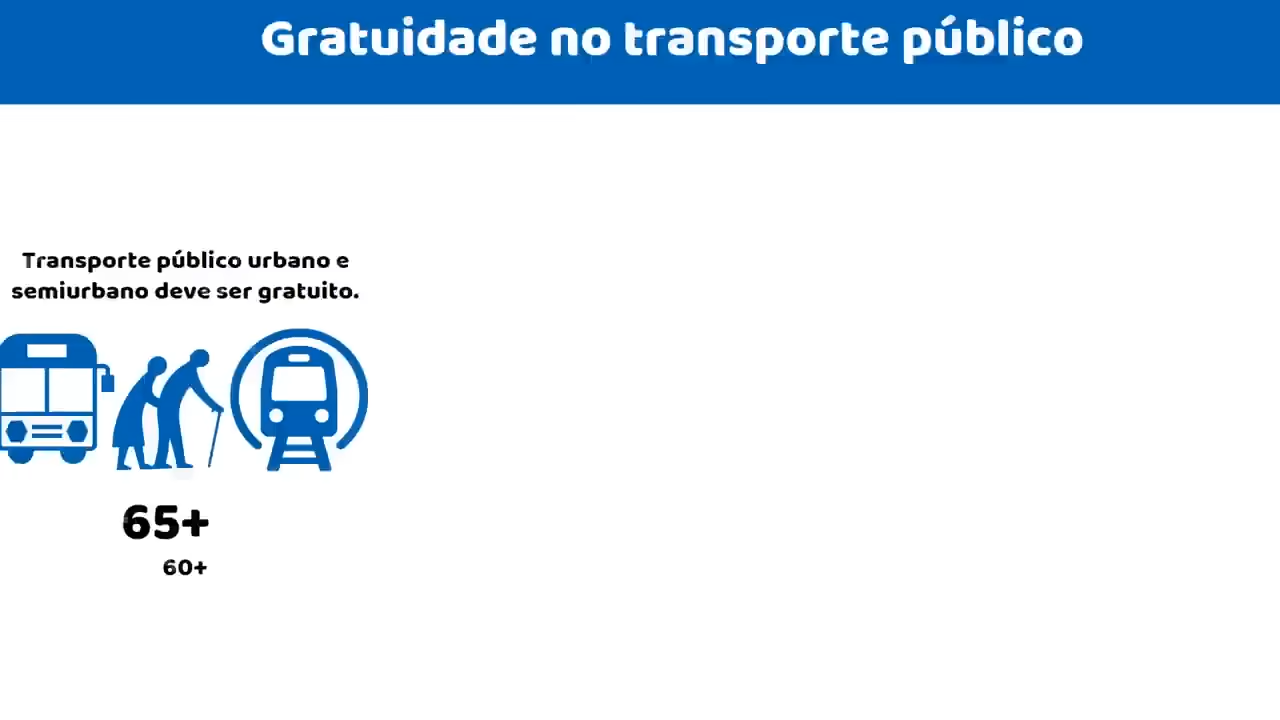 Gratuidade no transporte público
Transporte público urbano e
semiurbano deve ser gratuito.
65+
60+